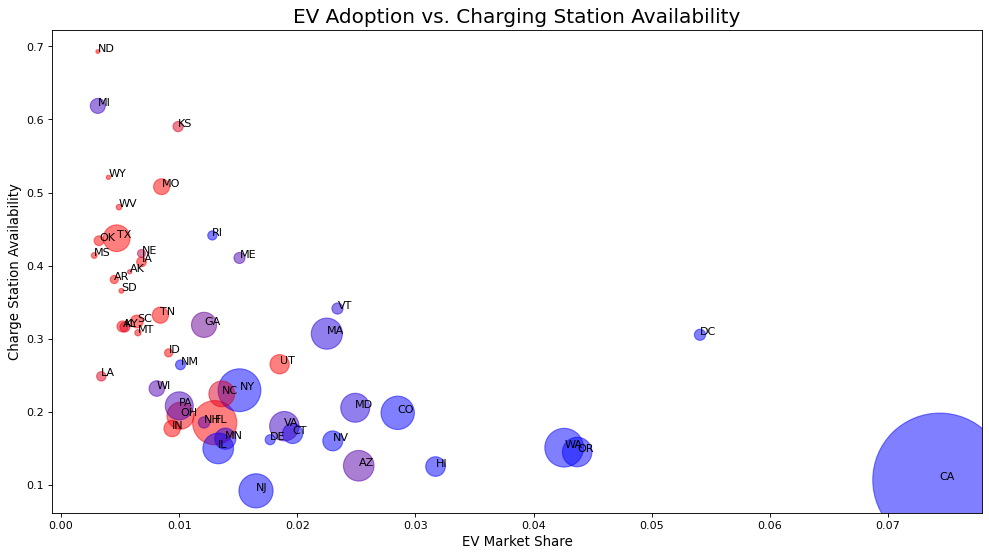 EV Adoption vs. Charging Station Availability
0.7
ND
MI
0.6
KS
WY
MO
0.5
WV
RI
OK
TX
MS
NE
ME
IA
0.4
AK
AR
SD
VT
TN
SC
GA
KY
MT
MA
DC
0.3
ID
NM
UT
LA
WI
NY
NC
PA
MD
CO
0.2
OH
NH
FL
IN
VA
CT
MN
DE
NV
IL
WA
OR
AZ
HI
CA
0.1
NJ
Charge Station Availability
0.00
0.01
0.02
0.03
0.04
0.05
0.06
0.07
EV Market Share